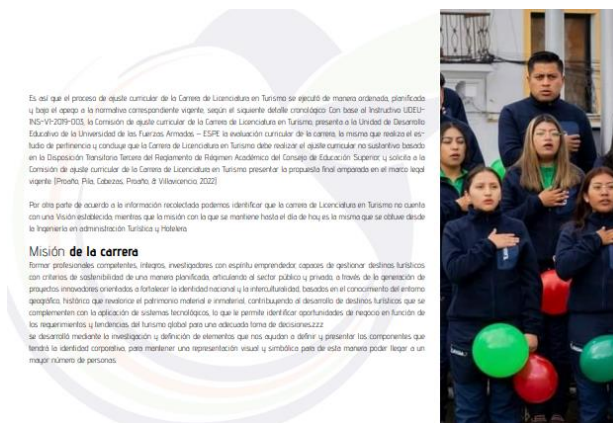 Es así que el proceso de ajuste curricular de la Carrera de Licenciatura en Turismo se ejecutó de manera ordenada, planificada
y bajo el apego a la normativa correspondiente vigente, según el siguiente detalle cronológico: Con base al Instructivo UDEU-
INS-V1-2019-003, la Comisión de ajuste curricular de la Carrera de Licenciatura en Turismo, presenta a la Unidad de Desarrollo
Educativo de la Universidad de las Fuerzas Armadas – ESPE la evaluación curricular de la carrera, la misma que realiza el es-
tudio de pertinencia y concluye que la Carrera de Licenciatura en Turismo debe realizar el ajuste curricular no sustantivo basado
en la Disposición Transitoria Tercera del Reglamento de Régimen Académico del Consejo de Educación Superior; y solicita a la
Comisión de ajuste curricular de la Carrera de Licenciatura en Turismo presentar la propuesta final amparada en el marco legal
vigente (Proaño, Pila, Cabezas, Proaño, & Villavicencio, 2022)
Por otra parte de acuerdo a la información recolectada podemos identificar que la carrera de Licenciatura en Turismo no cuenta
con una Visión establecida, mientras que la misión con la que se mantiene hasta el día de hoy es la misma que se obtuve desde
la Ingeniería en administración Turística y Hotelera.
Misión de la carrera
Formar profesionales competentes, íntegros, investigadores con espíritu emprendedor, capaces de gestionar destinos turísticos
con criterios de sostenibilidad de una manera planificada, articulando al sector público y privado, a través de la generación de
proyectos innovadores orientados a fortalecer la identidad nacional y la interculturalidad, basados en el conocimiento del entorno
geográfico, histórico que revalorice el patrimonio material e inmaterial, contribuyendo al desarrollo de destinos turísticos que se
complementen con la aplicación de sistemas tecnológicos, lo que le permite identificar oportunidades de negocio en función de
los requerimientos y tendencias del turismo global para una adecuada toma de decisiones.zzz
se desarrolló mediante la investigación y definición de elementos que nos ayudan a definir y presentar los componentes que
tendrá la identidad corporativa, para mantener una representación visual y simbólica para de esta manera poder llegar a un
mayor número de personas.